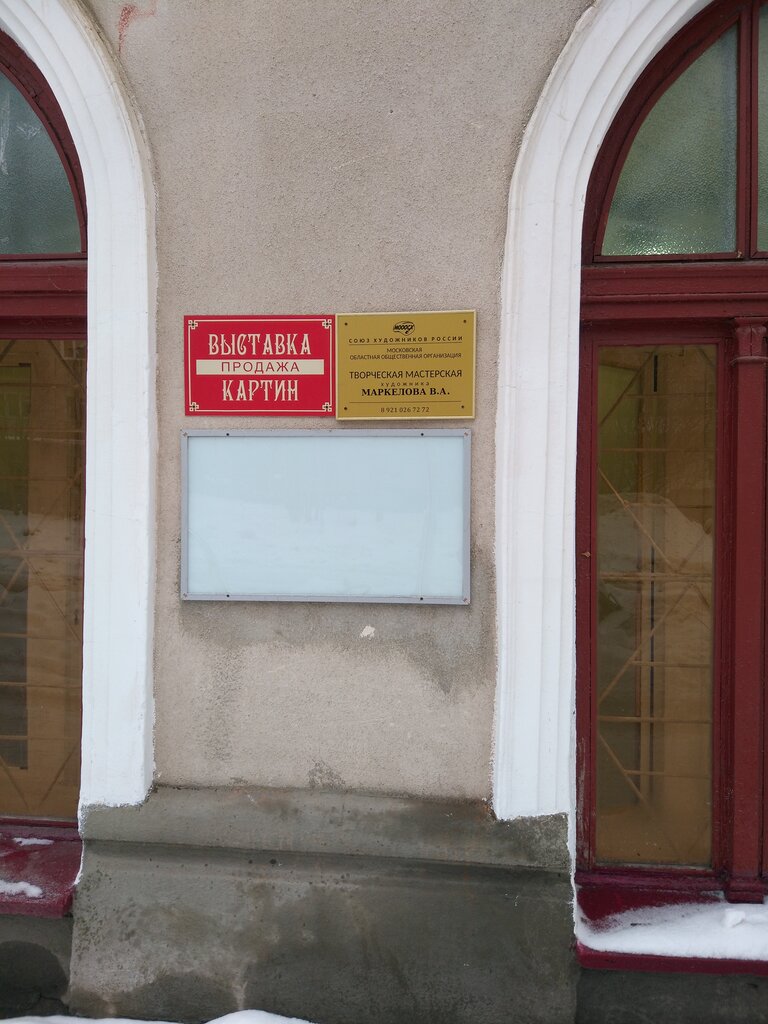 ВЫСТАВКА
ПРОДАЖА
КАРТИН
МОООСХ
СОЮЗ ХУДОЖНИКОВ РОССИИ
МОСКОВСКАЯ
ОБЛАСТНАЯ ОБЩЕСТВЕННАЯ ОРГАНИЗАЦИЯ
ТВОРЧЕСКАЯ МАСТЕРСКАЯ
художника
МАРКЕЛОВА В.А.
8 921 026 72 72